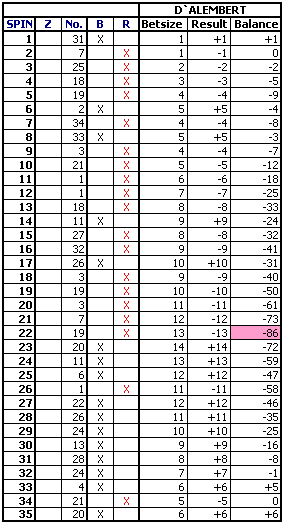 D`ALEMBERT
SPIN Z No. B R Betsize Result Balance
1 31 X 1 +1 +1
2 7 X 1 -1 0
3 25 X 2 -2 -2
4 18 X 3 -3 -5
5 19 X 4 -4 -9
6 2 X 5 +5 -4
7 34 X 4 -4 -8
8 33 X 5 +5 -3
9 3 X 4 -4 -7
10 21 X 5 -5 -12
11 1 X 6 -6 -18
12 1 X 7 -7 -25
13 18 X 8 -8 -33
14 11 X 9 +9 -24
15 27 X 8 -8 -32
16 32 X 9 -9 -41
17 26 X 10 +10 -31
18 3 X 9 -9 -40
19 19 X 10 -10 -50
20 3 X 11 -11 -61
21 7 X 12 -12 -73
22 19 X 13 -13 -86
23 20 X 14 +14 -72
24 11 X 13 +13 -59
25 6 X 12 +12 -47
26 1 X 11 -11 -58
27 22 X 12 +12 -46
28 26 X 11 +11 -35
29 24 X 10 +10 -25
30 13 X 9 +9 -16
31 28 X 8 +8 -8
32 24 X 7 +7 -1
33 4 X 6 +6 +5
34 21 X 5 -5 0
35 20 X 6 +6 +6